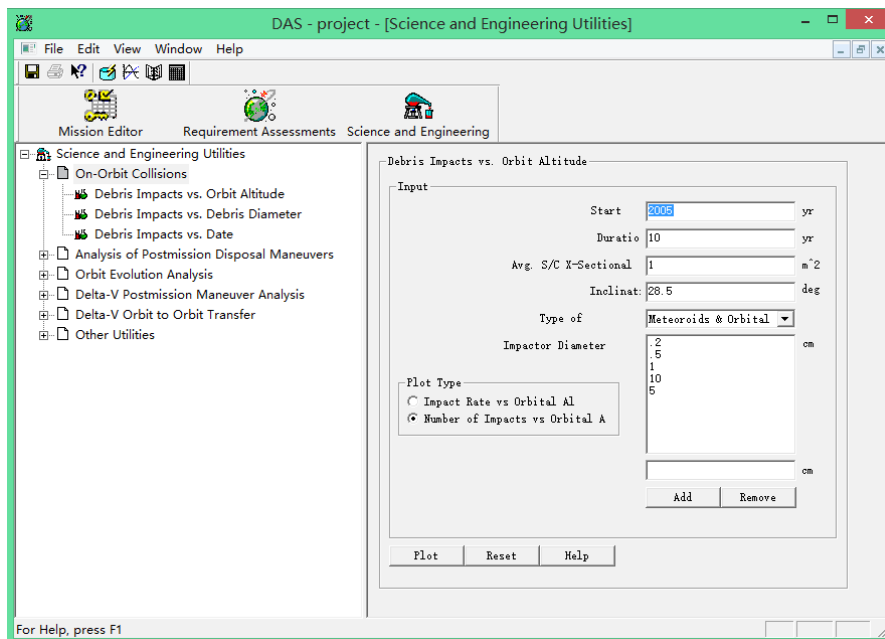 DAS - project - [Science and Engineering Utilities]
File Edit View Window Help
Mission Editor Requirement Assessments Science and Engineering
Science and Engineering Utilities
On-Orbit Collisions
Debris Impacts vs. Orbit Altitude
Debris Impacts vs. Debris Diameter
Debris Impacts vs. Date
Analysis of Postmission Disposal Maneuvers
Orbit Evolution Analysis
Delta-V Postmission Maneuver Analysis
Delta-V Orbit to Orbit Transfer
Other Utilities
Debris Impacts vs. Orbit Altitude
Input
Start 2005 yr
Duratio 10 yr
Avg. S/C X-Sectional 1 m^2
Inclinat: 28.5 deg
Type of Meteoroids & Orbital
Impactor Diameter .2 cm
.5
1
10
5
Plot Type
Impact Rate vs Orbital Al
Number of Impacts vs Orbital A
cm
Add Remove
Plot Reset Help
For Help, press F1